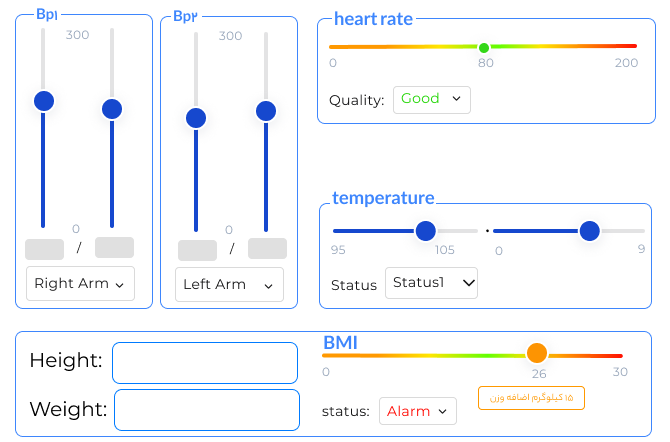 Bp۱
300
0
/
Right Arm
Bp۲
300
0
/
Left Arm
heart rate
0 80 200
Quality: Good
temperature
95 105 . 0 9
Status Status1
Height:
Weight:
BMI
0 26 30
۱۵ کیلوگرم اضافه وزن
status: Alarm